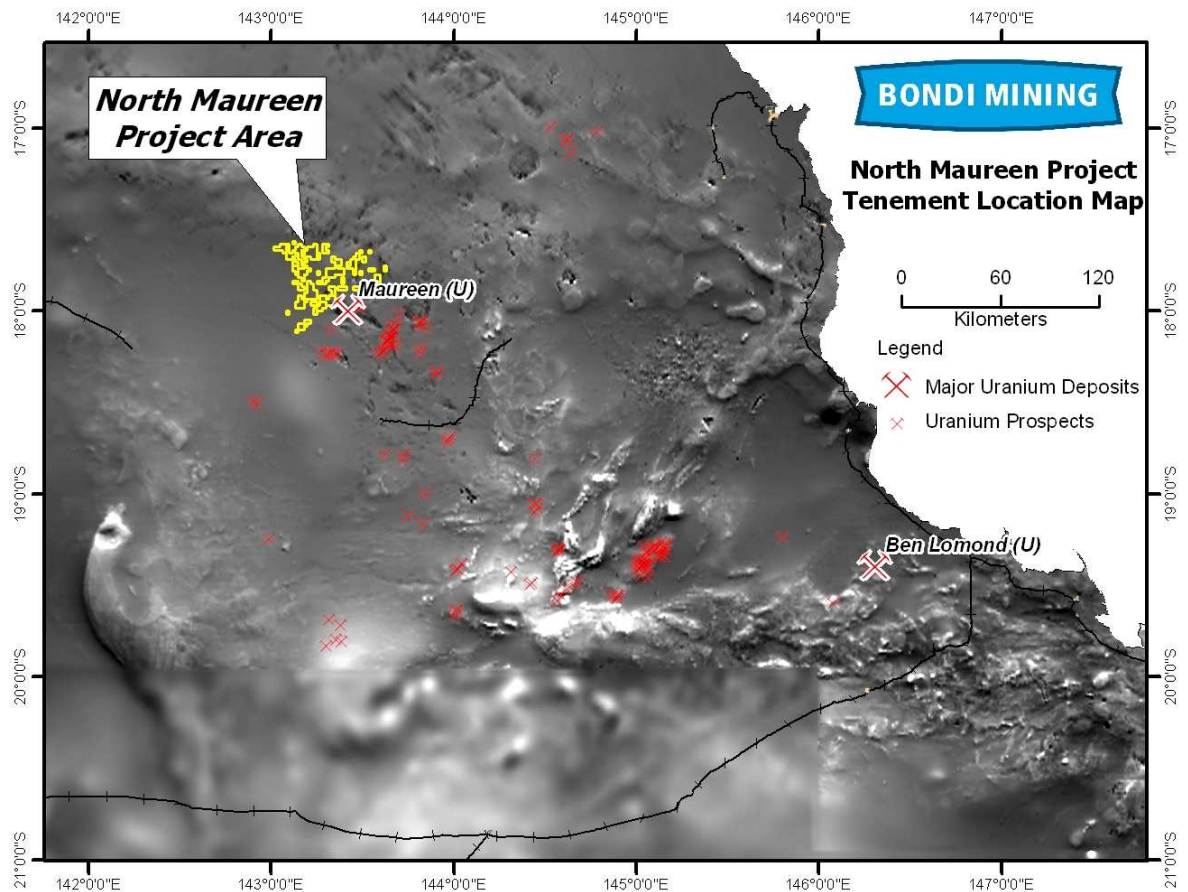 142°0'0"E
143°0'0"E
144°0'0"E
145°0'0"E
146°0'0"E
147°0'0"E
North Maureen
Project Area
BONDI MINING
North Maureen Project
Tenement Location Map
0 60 120
Kilometers
Legend
Major Uranium Deposits
Uranium Prospects
Maureen (U)
Ben Lomond (U)
17°0'0"S
18°0'0"S
19°0'0"S
20°0'0"S
21°0'0"S
17°0'0"S
18°0'0"S
19°0'0"S
20°0'0"S
21°0'0"S
142°0'0"E
143°0'0"E
144°0'0"E
145°0'0"E
146°0'0"E
147°0'0"E